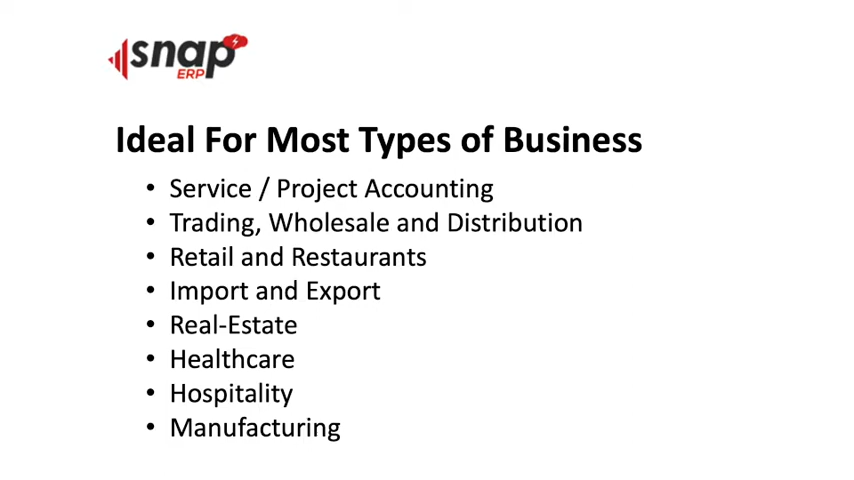 snap
ERP
Ideal For Most Types of Business
• Service / Project Accounting
• Trading, Wholesale and Distribution
• Retail and Restaurants
• Import and Export
• Real-Estate
• Healthcare
• Hospitality
• Manufacturing